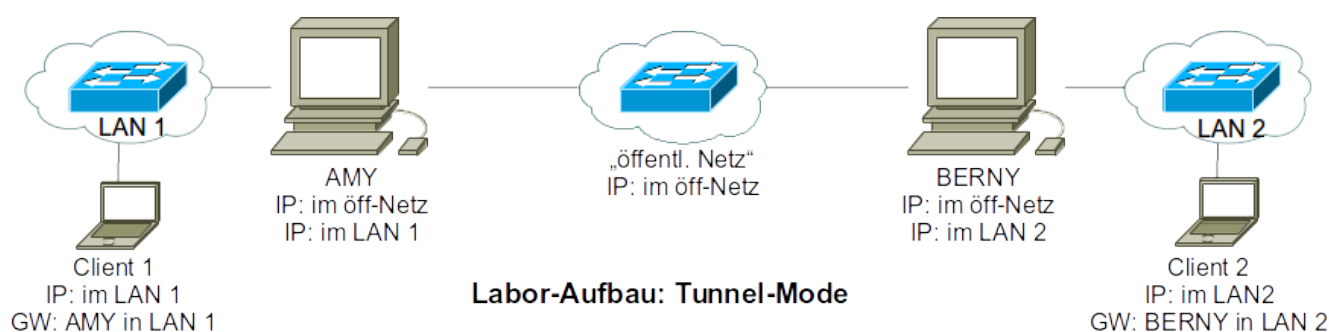 LAN 1
AMY
IP: im öff-Netz
IP: im LAN 1
„öffentl. Netz“
IP: im öff-Netz
BERNY
IP: im öff-Netz
IP: im LAN 2
LAN 2
Client 1
IP: im LAN 1
GW: AMY in LAN 1
Labor-Aufbau: Tunnel-Mode
Client 2
IP: im LAN2
GW: BERNY in LAN 2